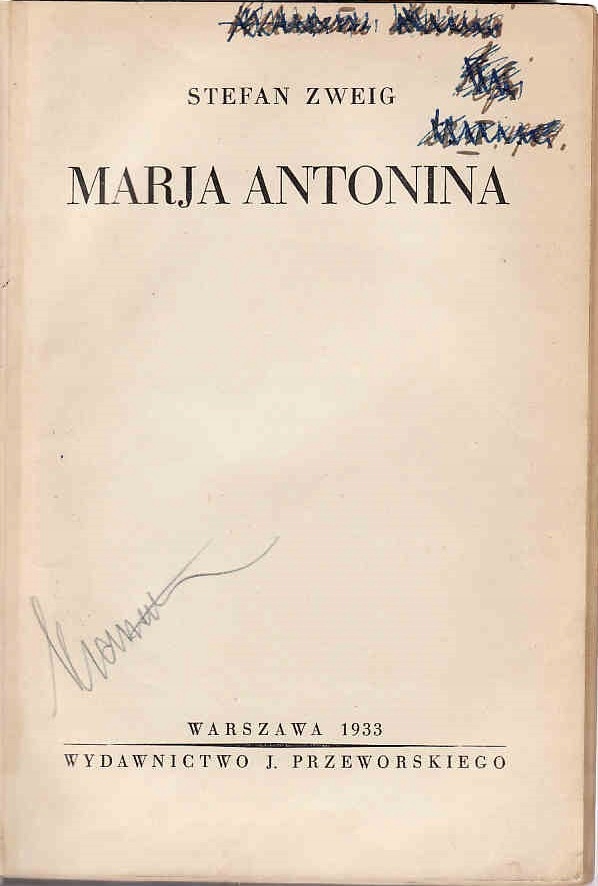 STEFAN ZWEIG
MARJA ANTONINA
WARSZAWA 1933
WYDAWNICTWO J. PRZEWORSKIEGO